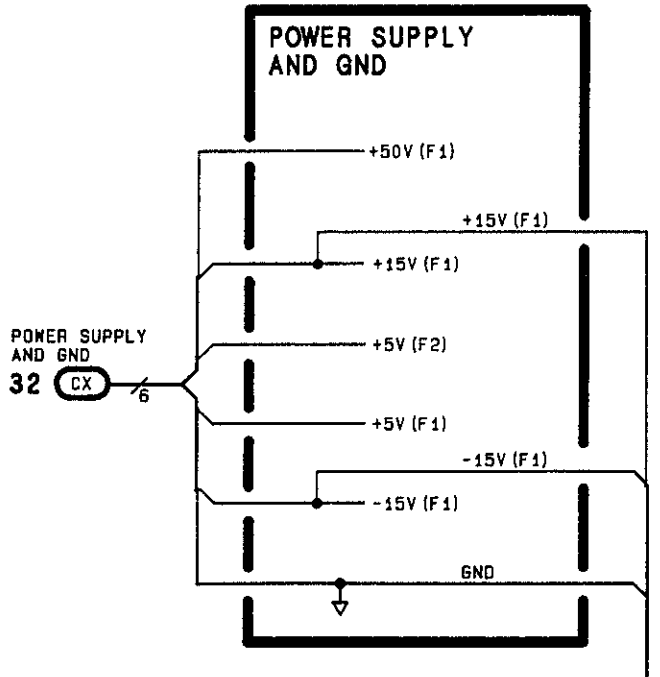 POWER SUPPLY
AND GND
+50V (F1)
+15V (F1)
+15V (F1)
POWER SUPPLY
AND GND
32 CX 6
+5V (F2)
+5V (F1)
-15V (F1)
-15V (F1)
GND